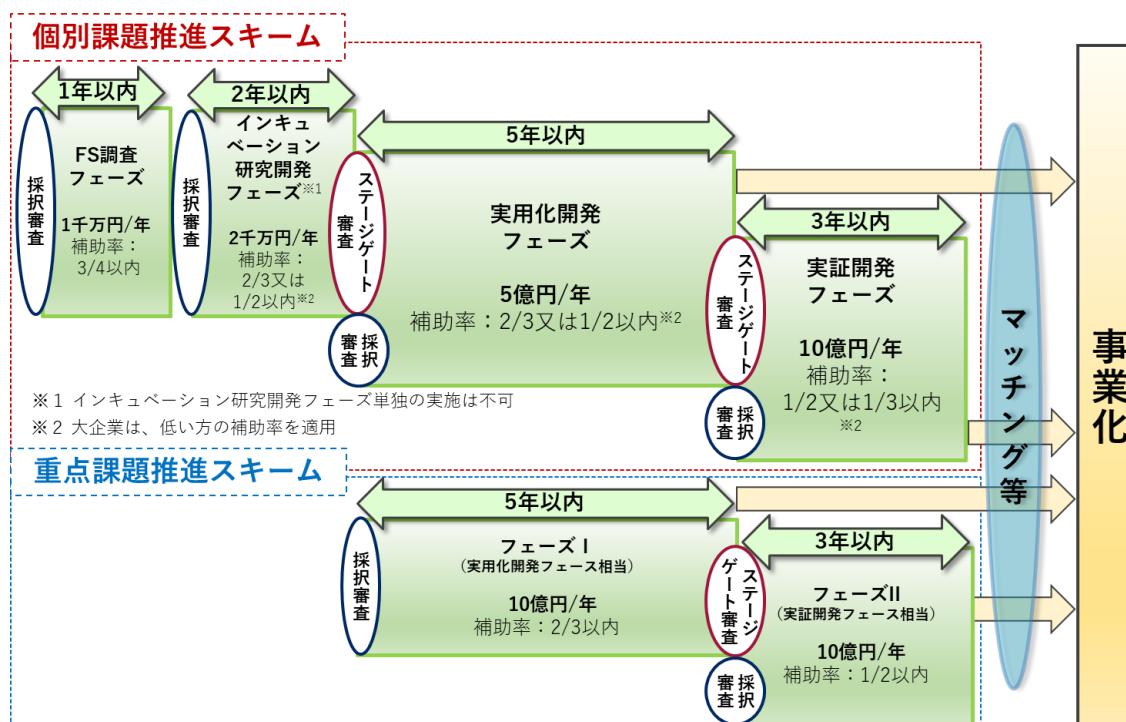 個別課題推進スキーム
1年以内
採択審査
FS調査
フェーズ
1千万円/年
補助率：
3/4以内
2年以内
採択審査
インキュ
ベーション
研究開発
フェーズ※1
2千万円/年
補助率：
2/3又は
1/2以内※2
5年以内
ステージゲート
審査
採択
審査
実用化開発
フェーズ
5億円/年
補助率：2/3又は1/2以内※2
3年以内
ステージゲート
審査
採択
審査
実証開発
フェーズ
10億円/年
補助率：
1/2又は1/3以内
※2
※１ インキュベーション研究開発フェーズ単独の実施は不可
※２ 大企業は、低い方の補助率を適用
重点課題推進スキーム
5年以内
採択審査
フェーズⅠ
（実用化開発フェース相当）
10億円/年
補助率：2/3以内
3年以内
ステージ
ゲート審査
採択
審査
フェーズII
（実証開発フェース相当）
10億円/年
補助率：1/2以内
マッチング等
事業化